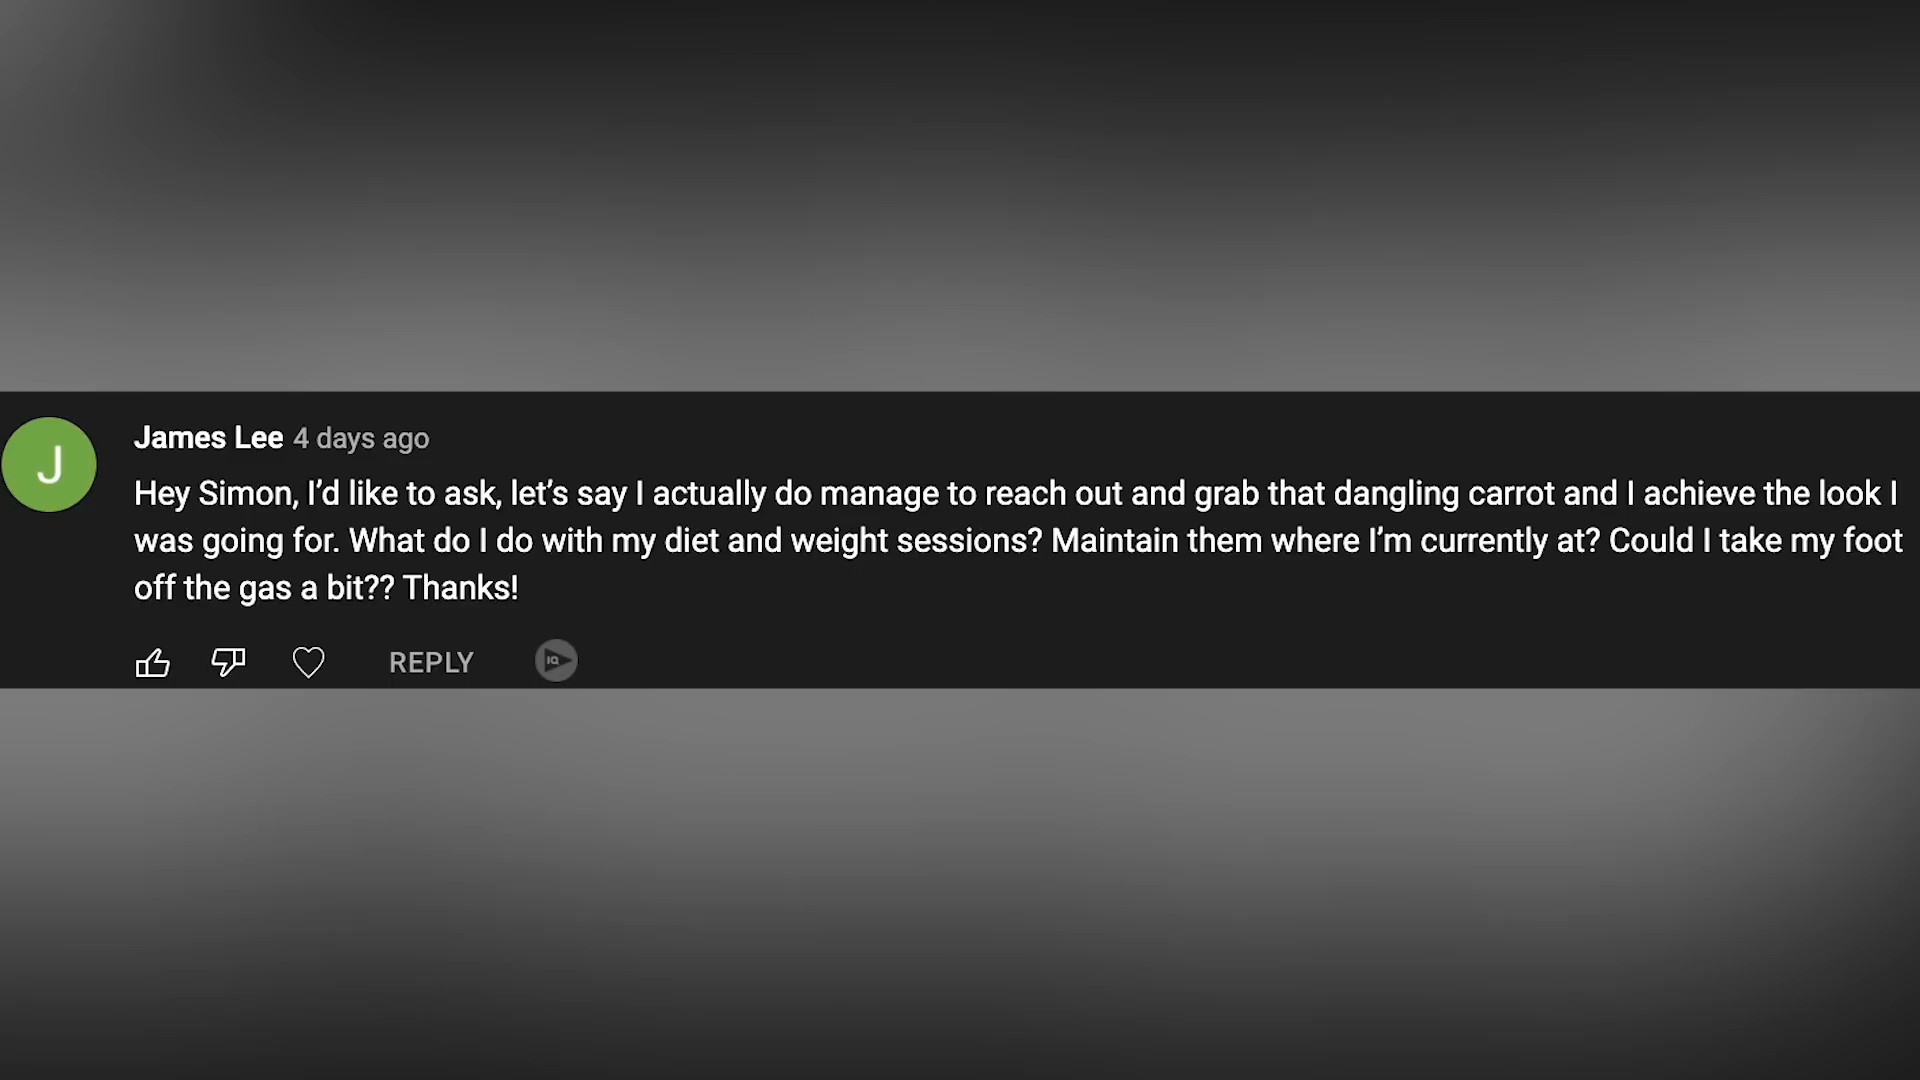 J
James Lee 4 days ago
Hey Simon, I’d like to ask, let’s say I actually do manage to reach out and grab that dangling carrot and I achieve the look I
was going for. What do I do with my diet and weight sessions? Maintain them where I’m currently at? Could I take my foot
off the gas a bit?? Thanks!
REPLY
IQ